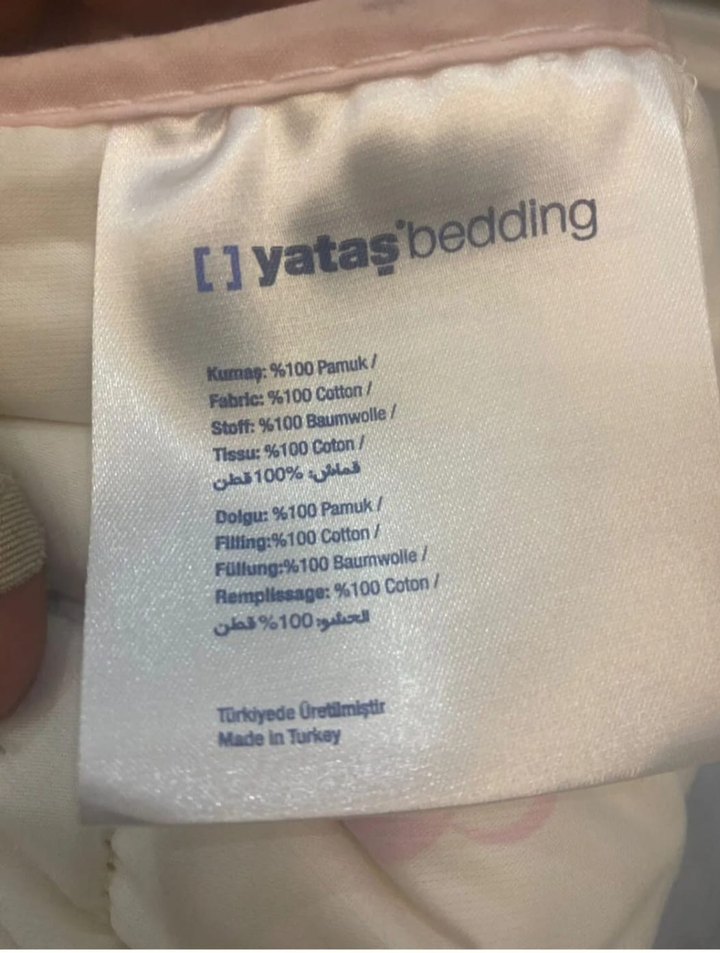 [ ] yataş bedding
Kumaş: %100 Pamuk /
Fabric: %100 Cotton /
Stoff: %100 Baumwolle /
Tissu: %100 Coton /
قماش: %100 قطن
Dolgu: %100 Pamuk /
Filling:%100 Cotton /
Füllung:%100 Baumwolle /
Remplissage: %100 Coton /
الحشو: 100% قطن
Türkiyede Üretilmiştir
Made in Turkey